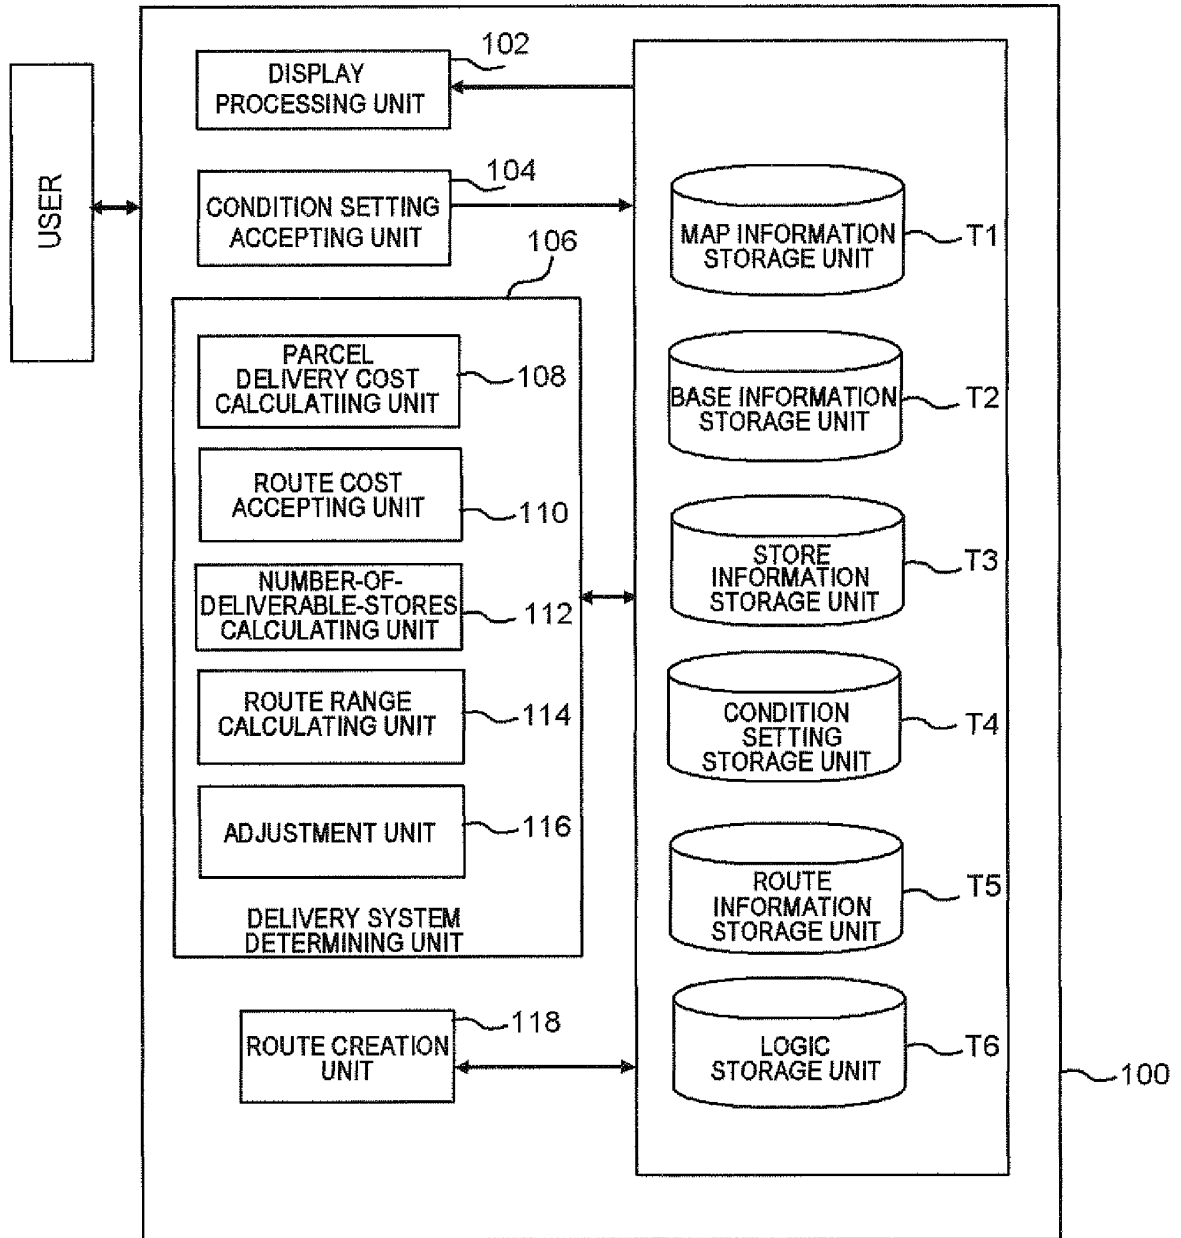 102
DISPLAY
PROCESSING UNIT
USER
104
CONDITION SETTING
ACCEPTING UNIT
106
PARCEL
DELIVERY COST
CALCULATIING UNIT
108
ROUTE COST
ACCEPTING UNIT
110
NUMBER-OF-
DELIVERABLE-STORES
CALCULATING UNIT
112
ROUTE RANGE
CALCULATING UNIT
114
ADJUSTMENT UNIT
116
DELIVERY SYSTEM
DETERMINING UNIT
118
ROUTE CREATION
UNIT
MAP INFORMATION
STORAGE UNIT
T1
BASE INFORMATION
STORAGE UNIT
T2
STORE
INFORMATION
STORAGE UNIT
T3
CONDITION
SETTING
STORAGE UNIT
T4
ROUTE
INFORMATION
STORAGE UNIT
T5
LOGIC
STORAGE UNIT
T6
100